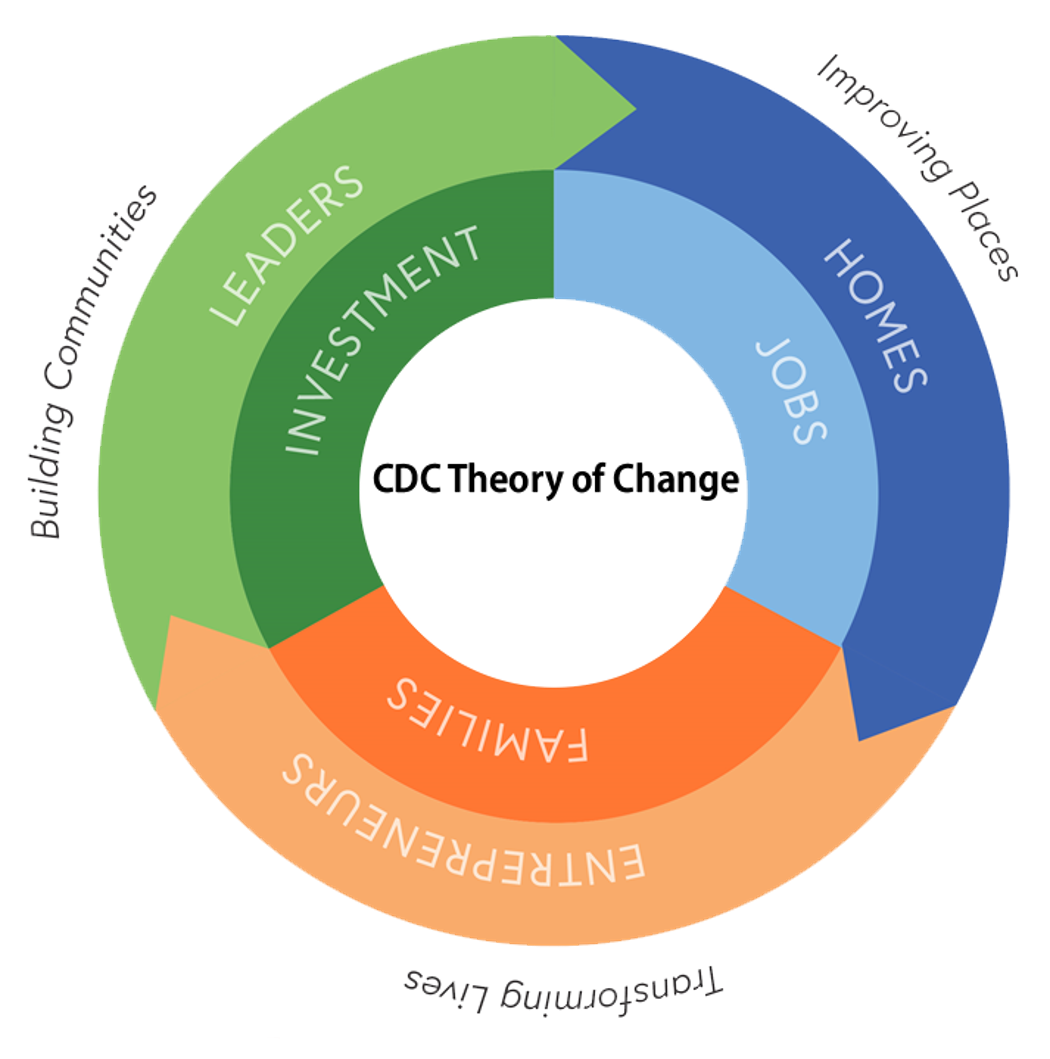 Improving Places
HOMES
JOBS
Building Communities
LEADERS
INVESTMENT
CDC Theory of Change
FAMILIES
ENTREPRENEURS
Transforming Lives